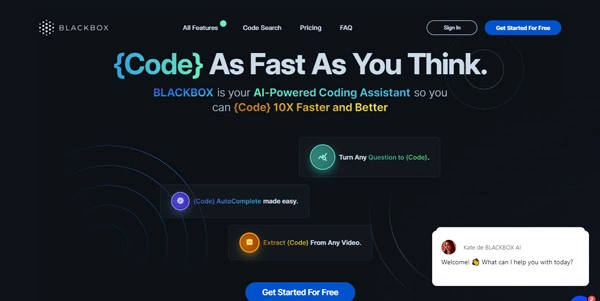 BLACKBOX
All Features
Code Search
Pricing
FAQ
Sign In
Get Started For Free
{Code} As Fast As You Think.
BLACKBOX is your AI-Powered Coding Assistant so you
can {Code} 10X Faster and Better
Turn Any Question to {Code}.
{Code} AutoComplete made easy.
Extract {Code} From Any Video.
Kate de BLACKBOX AI
Welcome! What can I help you with today?
Get Started For Free